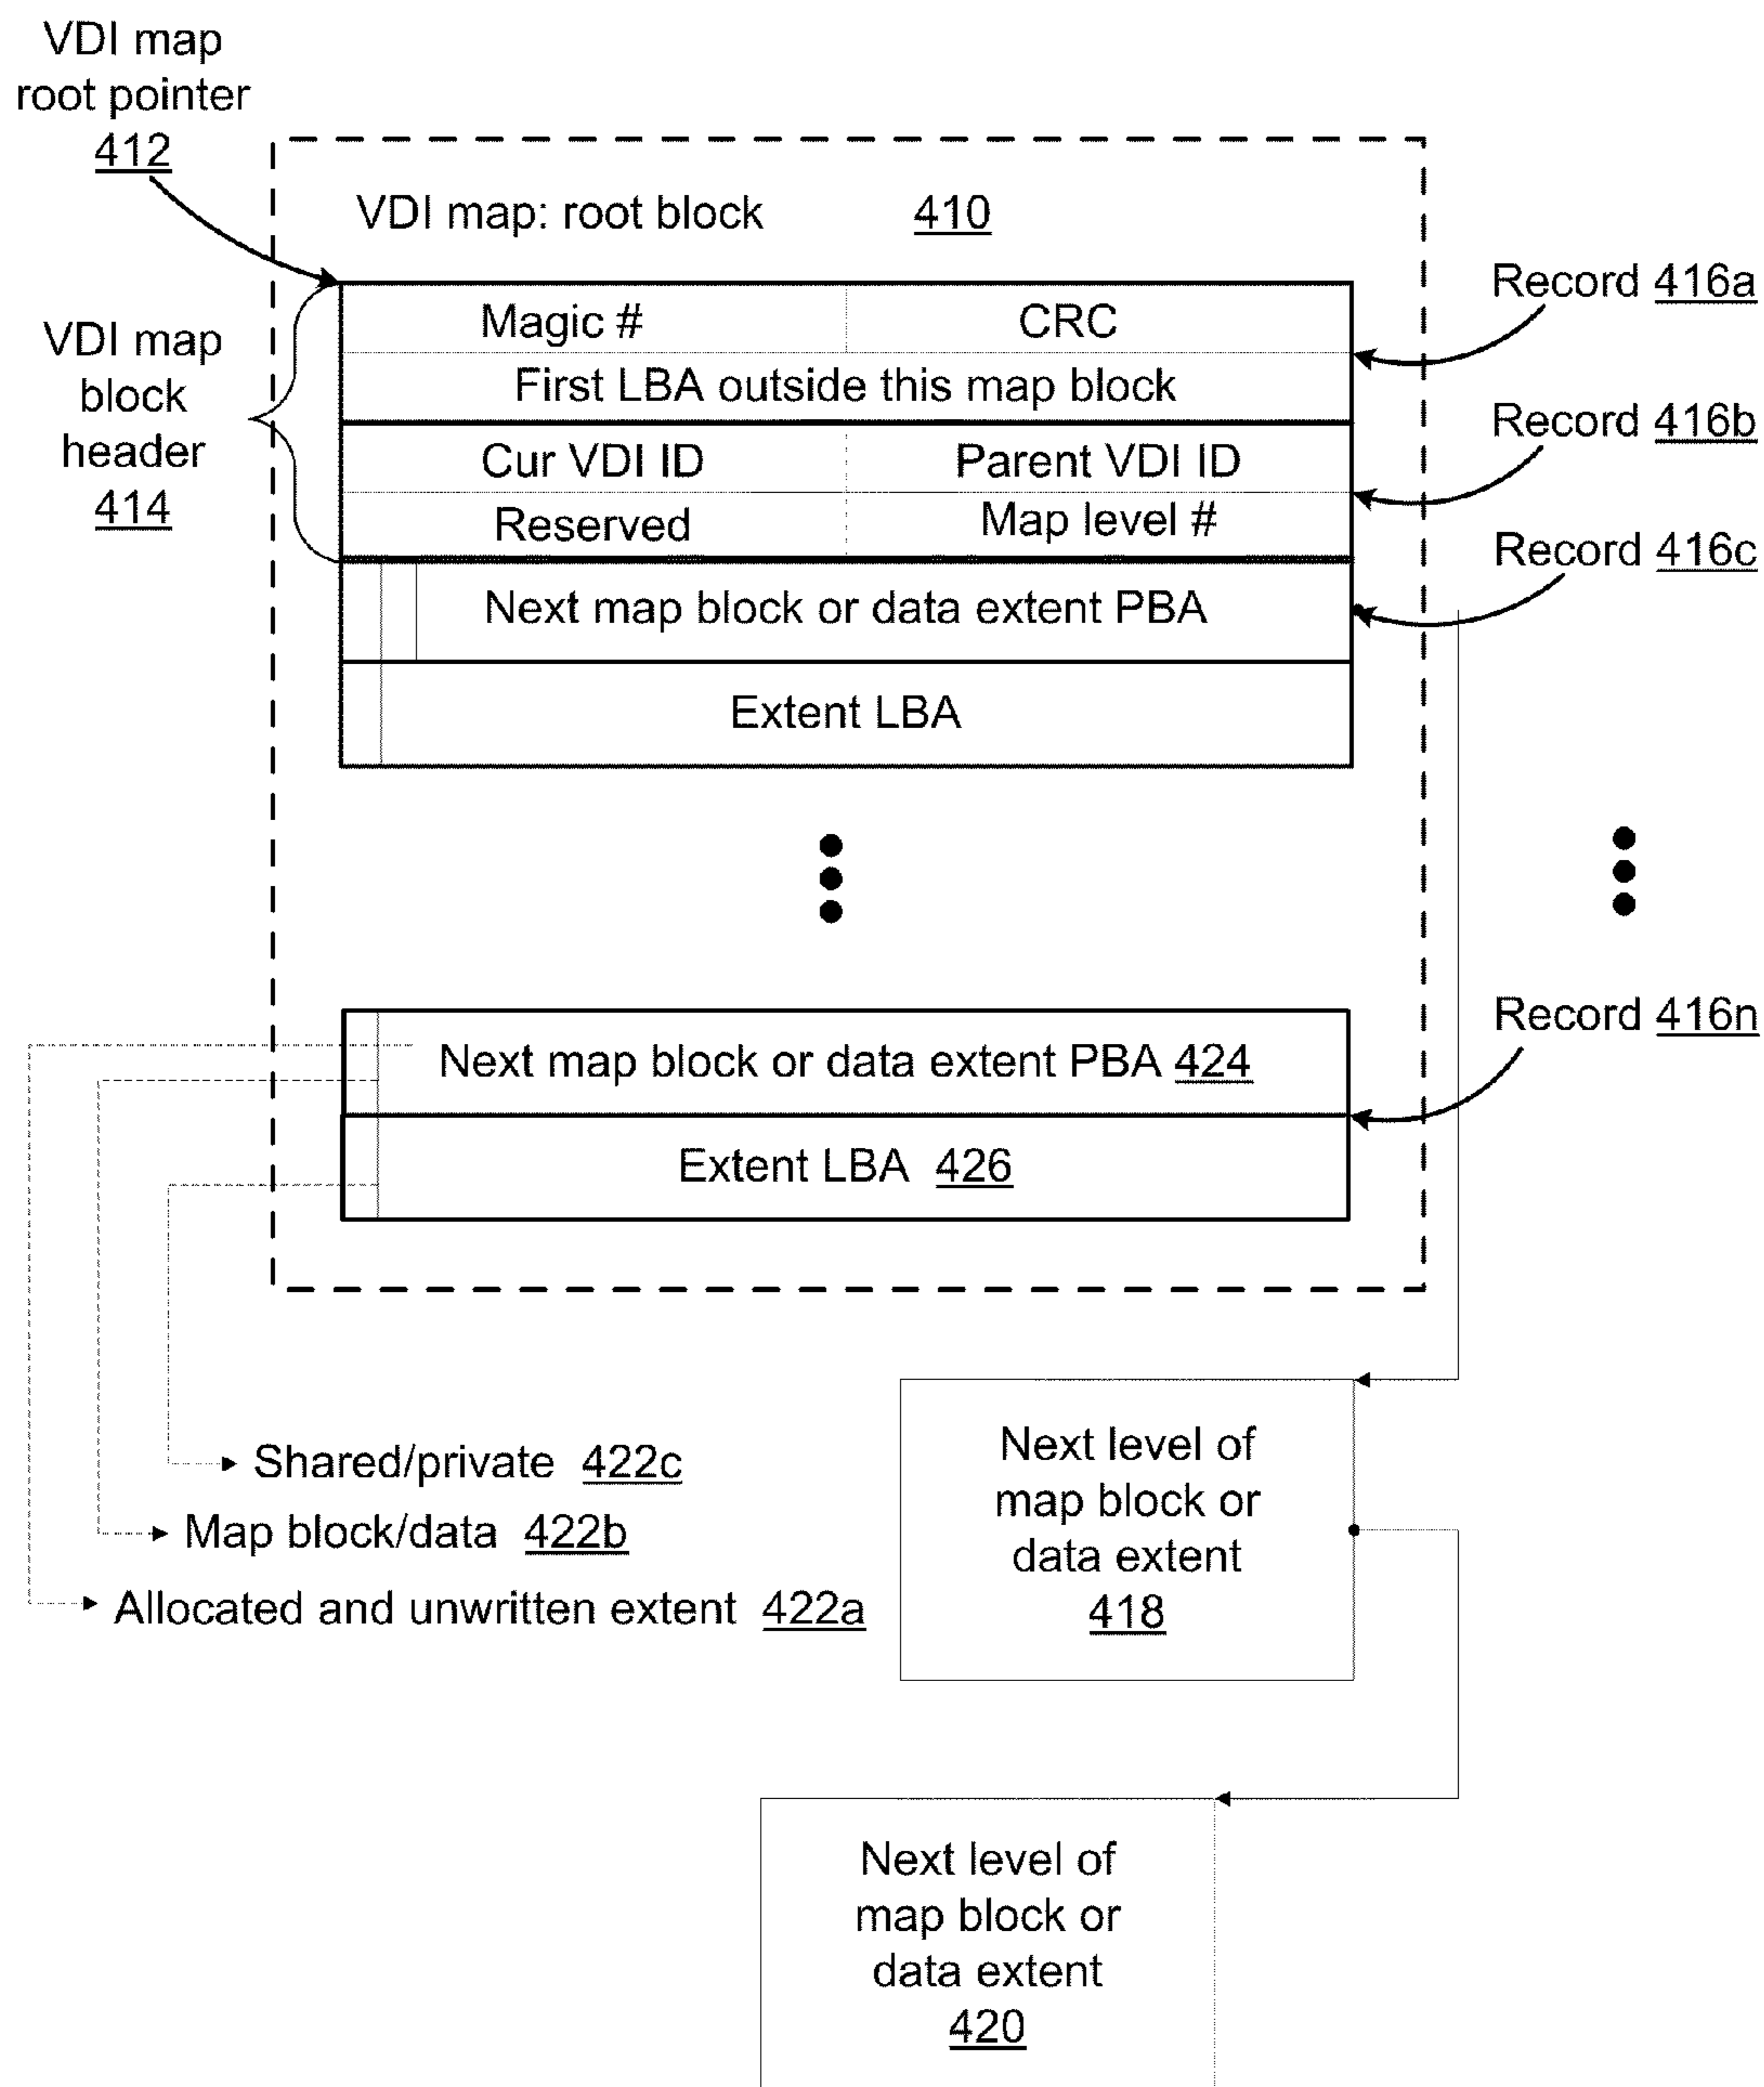 VDI map
root pointer
412
VDI map: root block 410
Record 416a
Magic # CRC
First LBA outside this map block
VDI map
block
header
414
Record 416b
Cur VDI ID Parent VDI ID
Reserved Map level #
Record 416c
Next map block or data extent PBA
Extent LBA
Record 416n
Next map block or data extent PBA 424
Extent LBA 426
Shared/private 422c
Map block/data 422b
Allocated and unwritten extent 422a
Next level of
map block or
data extent
418
Next level of
map block or
data extent
420